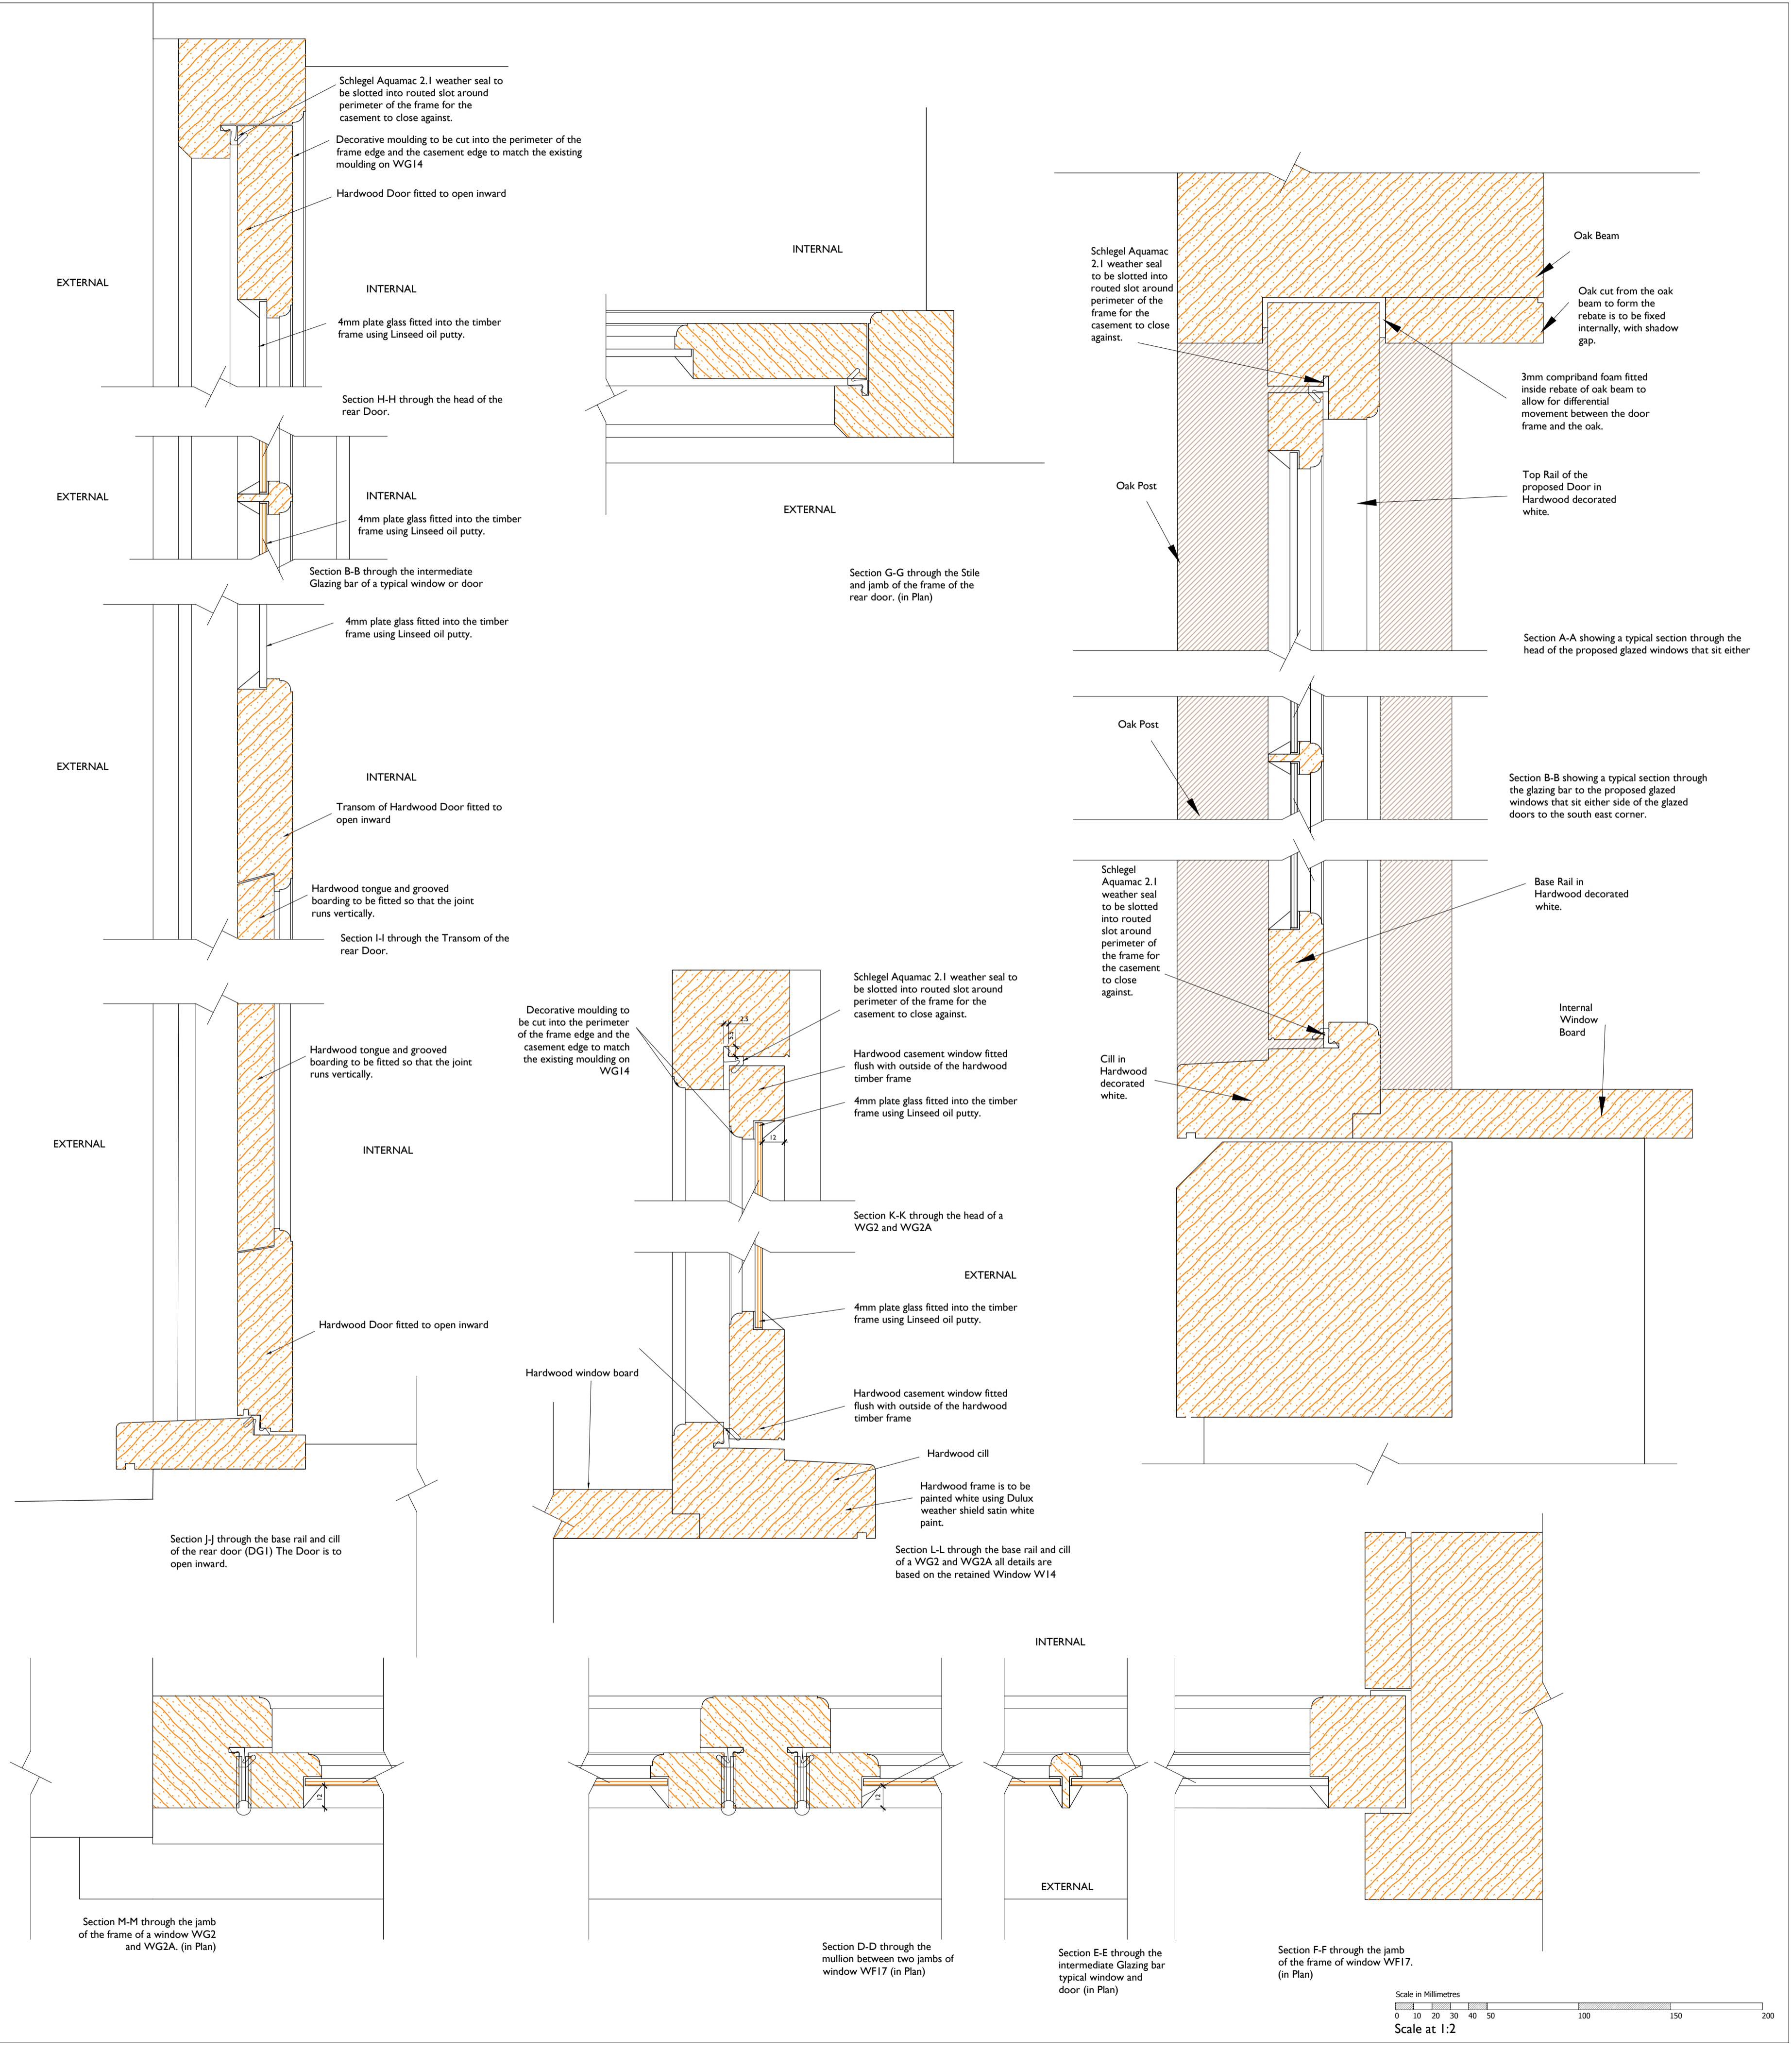 Schlegel Aquamac 2.1 weather seal to
be slotted into routed slot around
perimeter of the frame for the
casement to close against.
Decorative moulding to be cut into the perimeter of the
frame edge and the casement edge to match the existing
moulding on WG14
Hardwood Door fitted to open inward
EXTERNAL
INTERNAL
4mm plate glass fitted into the timber
frame using Linseed oil putty.
Section H-H through the head of the
rear Door.
EXTERNAL
INTERNAL
4mm plate glass fitted into the timber
frame using Linseed oil putty.
Section B-B through the intermediate
Glazing bar of a typical window or door
4mm plate glass fitted into the timber
frame using Linseed oil putty.
EXTERNAL
INTERNAL
Transom of Hardwood Door fitted to
open inward
Hardwood tongue and grooved
boarding to be fitted so that the joint
runs vertically.
Section I-I through the Transom of the
rear Door.
Hardwood tongue and grooved
boarding to be fitted so that the joint
runs vertically.
EXTERNAL
INTERNAL
Hardwood Door fitted to open inward
Section J-J through the base rail and cill
of the rear door (DG1) The Door is to
open inward.
INTERNAL
EXTERNAL
Section G-G through the Stile
and jamb of the frame of the
rear door. (in Plan)
Schlegel Aquamac
2.1 weather seal
to be slotted into
routed slot around
perimeter of the
frame for the
casement to close
against.
Oak Beam
Oak cut from the oak
beam to form the
rebate is to be fixed
internally, with shadow
gap.
3mm compriband foam fitted
inside rebate of oak beam to
allow for differential
movement between the door
frame and the oak.
Oak Post
Top Rail of the
proposed Door in
Hardwood decorated
white.
Section A-A showing a typical section through the
head of the proposed glazed windows that sit either
Oak Post
Section B-B showing a typical section through
the glazing bar to the proposed glazed
windows that sit either side of the glazed
doors to the south east corner.
Schlegel
Aquamac 2.1
weather seal
to be slotted
into routed
slot around
perimeter of
the frame for
the casement
to close
against.
Base Rail in
Hardwood decorated
white.
Internal
Window
Board
Cill in
Hardwood
decorated
white.
Decorative moulding to
be cut into the perimeter
of the frame edge and the
casement edge to match
the existing moulding on
WG14
Schlegel Aquamac 2.1 weather seal to
be slotted into routed slot around
perimeter of the frame for the
casement to close against.
Hardwood casement window fitted
flush with outside of the hardwood
timber frame
4mm plate glass fitted into the timber
frame using Linseed oil putty.
12
Section K-K through the head of a
WG2 and WG2A
EXTERNAL
4mm plate glass fitted into the timber
frame using Linseed oil putty.
Hardwood window board
Hardwood casement window fitted
flush with outside of the hardwood
timber frame
Hardwood cill
Hardwood frame is to be
painted white using Dulux
weather shield satin white
paint.
Section L-L through the base rail and cill
of a WG2 and WG2A all details are
based on the retained Window W14
12
Section M-M through the jamb
of the frame of a window WG2
and WG2A. (in Plan)
12
Section D-D through the
mullion between two jambs of
window WF17 (in Plan)
INTERNAL
EXTERNAL
Section E-E through the
intermediate Glazing bar
typical window and
door (in Plan)
Section F-F through the jamb
of the frame of window WF17.
(in Plan)
Scale in Millimetres
0 10 20 30 40 50 100 150 200
Scale at 1:2